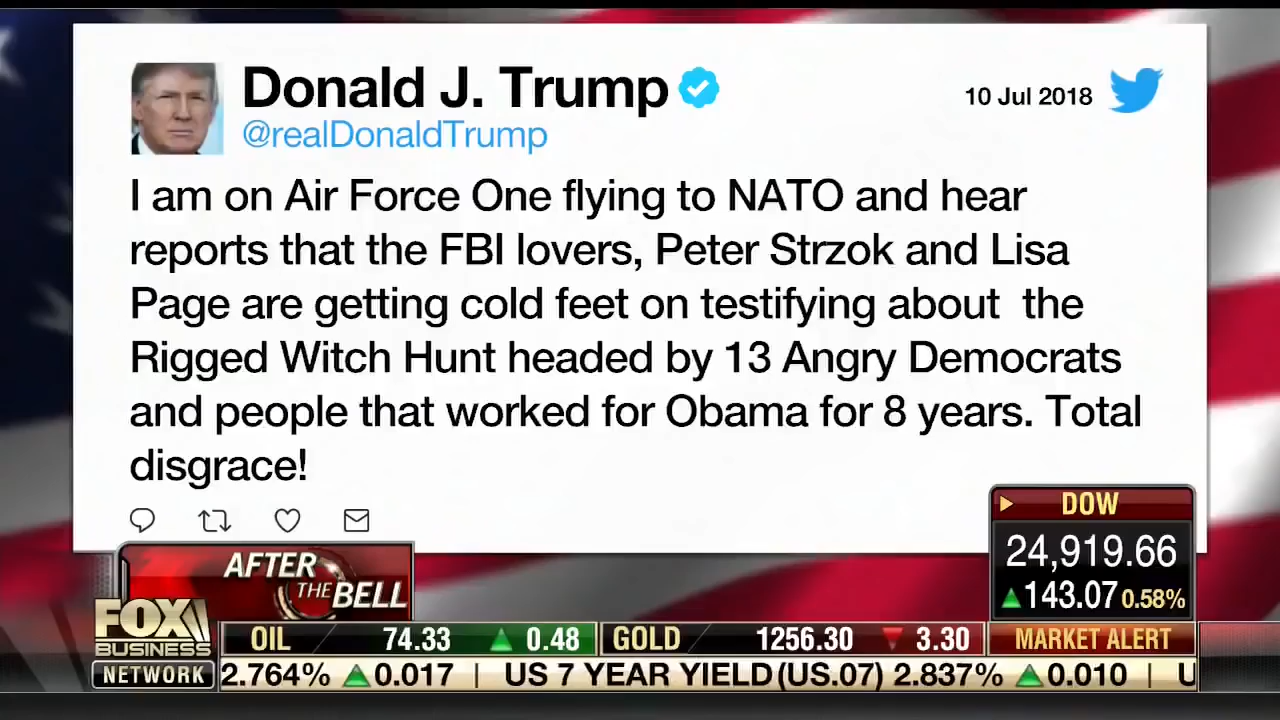 Donald J. Trump
@realDonaldTrump
10 Jul 2018
I am on Air Force One flying to NATO and hear
reports that the FBI lovers, Peter Strzok and Lisa
Page are getting cold feet on testifying about  the
Rigged Witch Hunt headed by 13 Angry Democrats
and people that worked for Obama for 8 years. Total
disgrace!
DOW
24,919.66
143.07 0.58%
AFTER
THE BELL
FOX
BUSINESS
NETWORK
OIL 74.33 0.48 GOLD 1256.30 3.30 MARKET ALERT
2.764% 0.017 | US 7 YEAR YIELD (US.07) 2.837% 0.010 | U